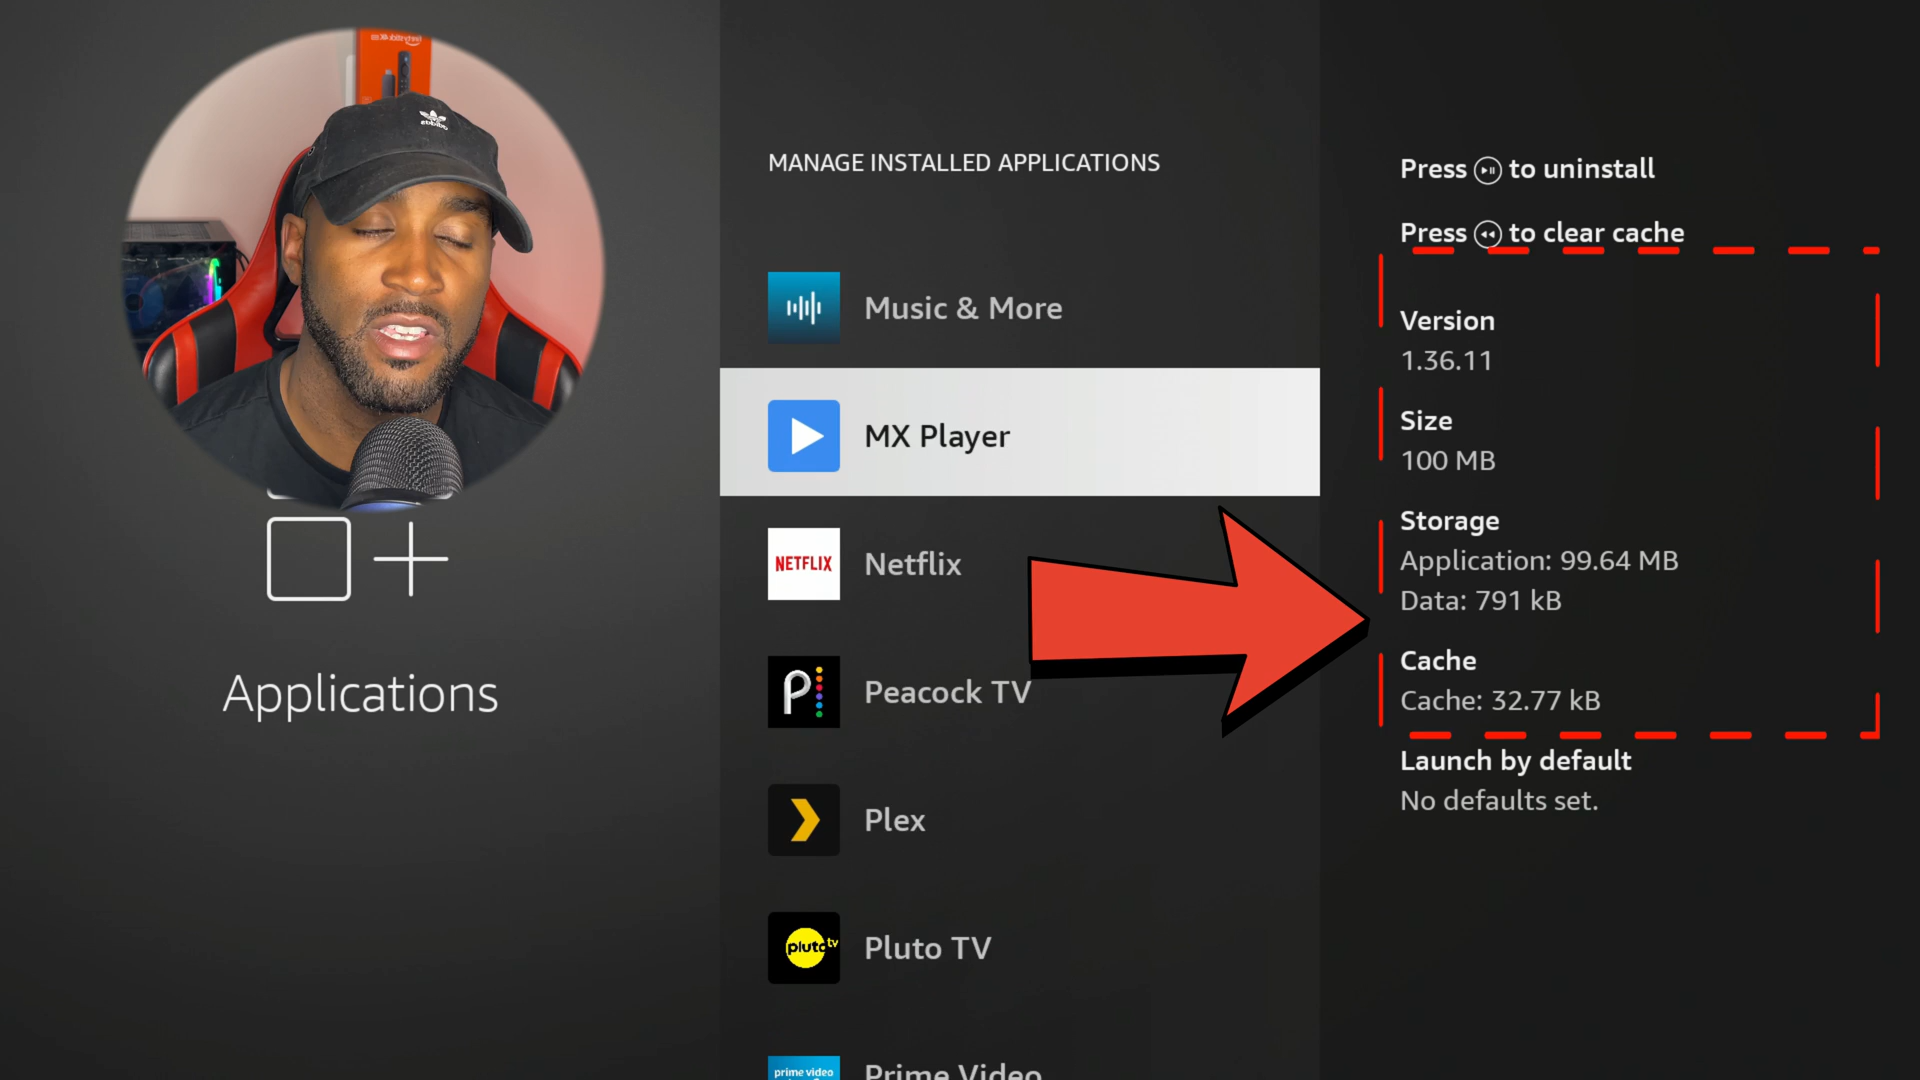 adidas
Applications
MANAGE INSTALLED APPLICATIONS
Music & More
MX Player
NETFLIX
Netflix
Peacock TV
Plex
pluto tv
Pluto TV
prime video
Prime Video
Press to uninstall
Press to clear cache
Version
1.36.11
Size
100 MB
Storage
Application: 99.64 MB
Data: 791 kB
Cache
Cache: 32.77 kB
Launch by default
No defaults set.